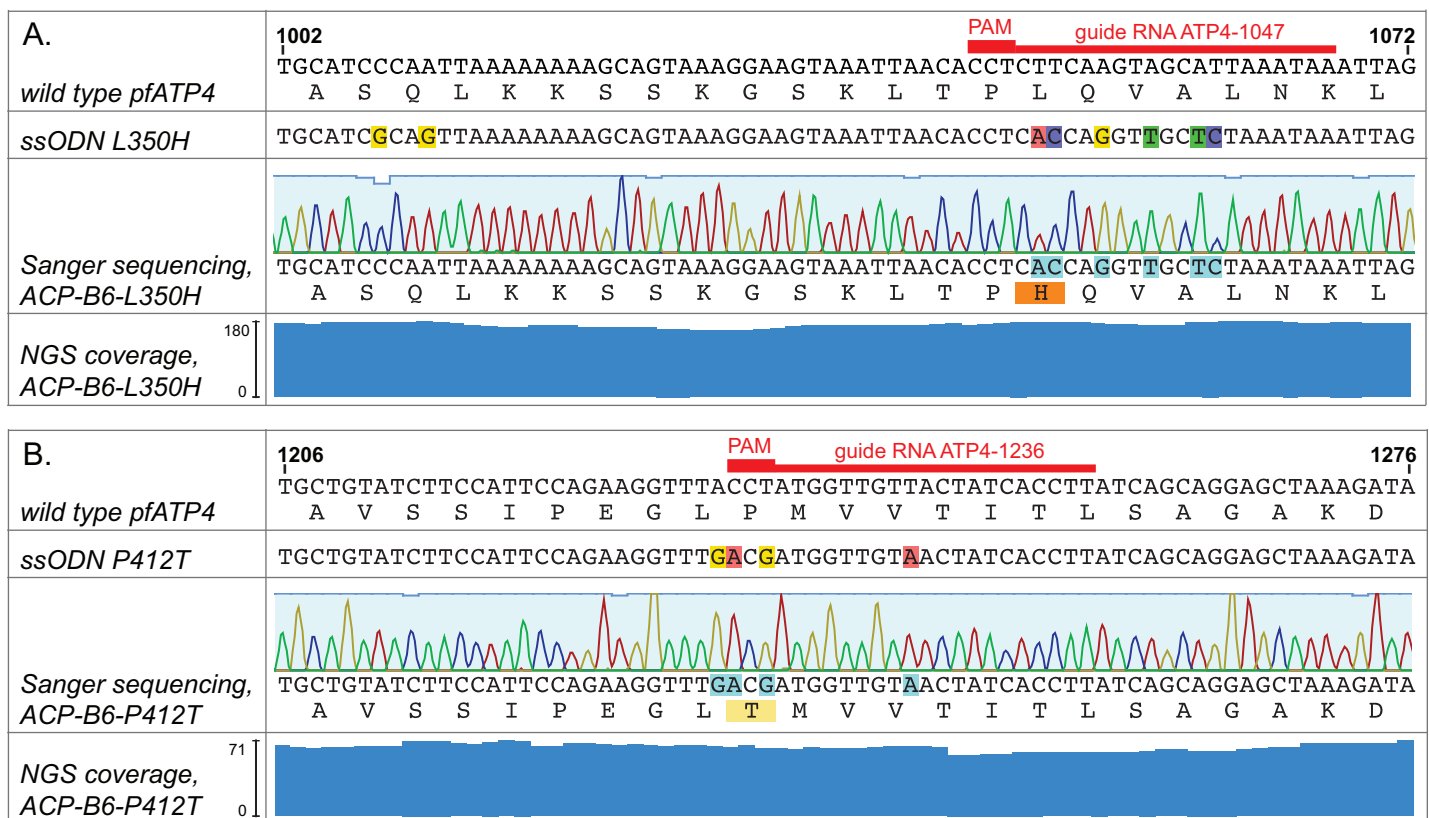 A.
1002
PAM
guide RNA ATP4-1047
1072
wild type pfATP4
TGCATCCCAATTAAAAAAAAGCAGTAAAGGAAGTAAATTAACACCTCTTCAAGTAGCATTAAATAAATTAG
A S Q L K K S S K G S K L T P L Q V A L N K L
ssODN L350H
TGCATCGCAGTTAAAAAAAAGCAGTAAAGGAAGTAAATTAACACCTCACCAGGTTGCTCTAAATAAATTAG
Sanger sequencing,
ACP-B6-L350H
TGCATCCCAATTAAAAAAAAGCAGTAAAGGAAGTAAATTAACACCTCACCAGGTTGCTCTAAATAAATTAG
A S Q L K K S S K G S K L T P H Q V A L N K L
NGS coverage,
ACP-B6-L350H
180
0
B.
1206
PAM
guide RNA ATP4-1236
1276
wild type pfATP4
TGCTGTATCTTCCATTCCAGAAGGTTTACCTATGGTTGTTACTATCACCTTATCAGCAGGAGCTAAAGATA
A V S S I P E G L P M V V T I T L S A G A K D
ssODN P412T
TGCTGTATCTTCCATTCCAGAAGGTTTGACGATGGTTGTAACTATCACCTTATCAGCAGGAGCTAAAGATA
Sanger sequencing,
ACP-B6-P412T
TGCTGTATCTTCCATTCCAGAAGGTTTGACGATGGTTGTAACTATCACCTTATCAGCAGGAGCTAAAGATA
A V S S I P E G L T M V V T I T L S A G A K D
NGS coverage,
ACP-B6-P412T
71
0